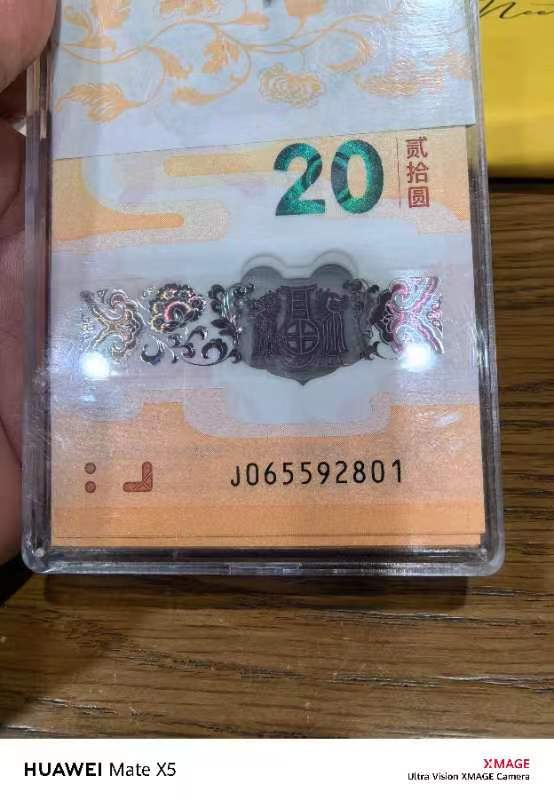 20
贰拾圆
J065592801
HUAWEI Mate X5
XMAGE
Ultra Vision XMAGE Camera